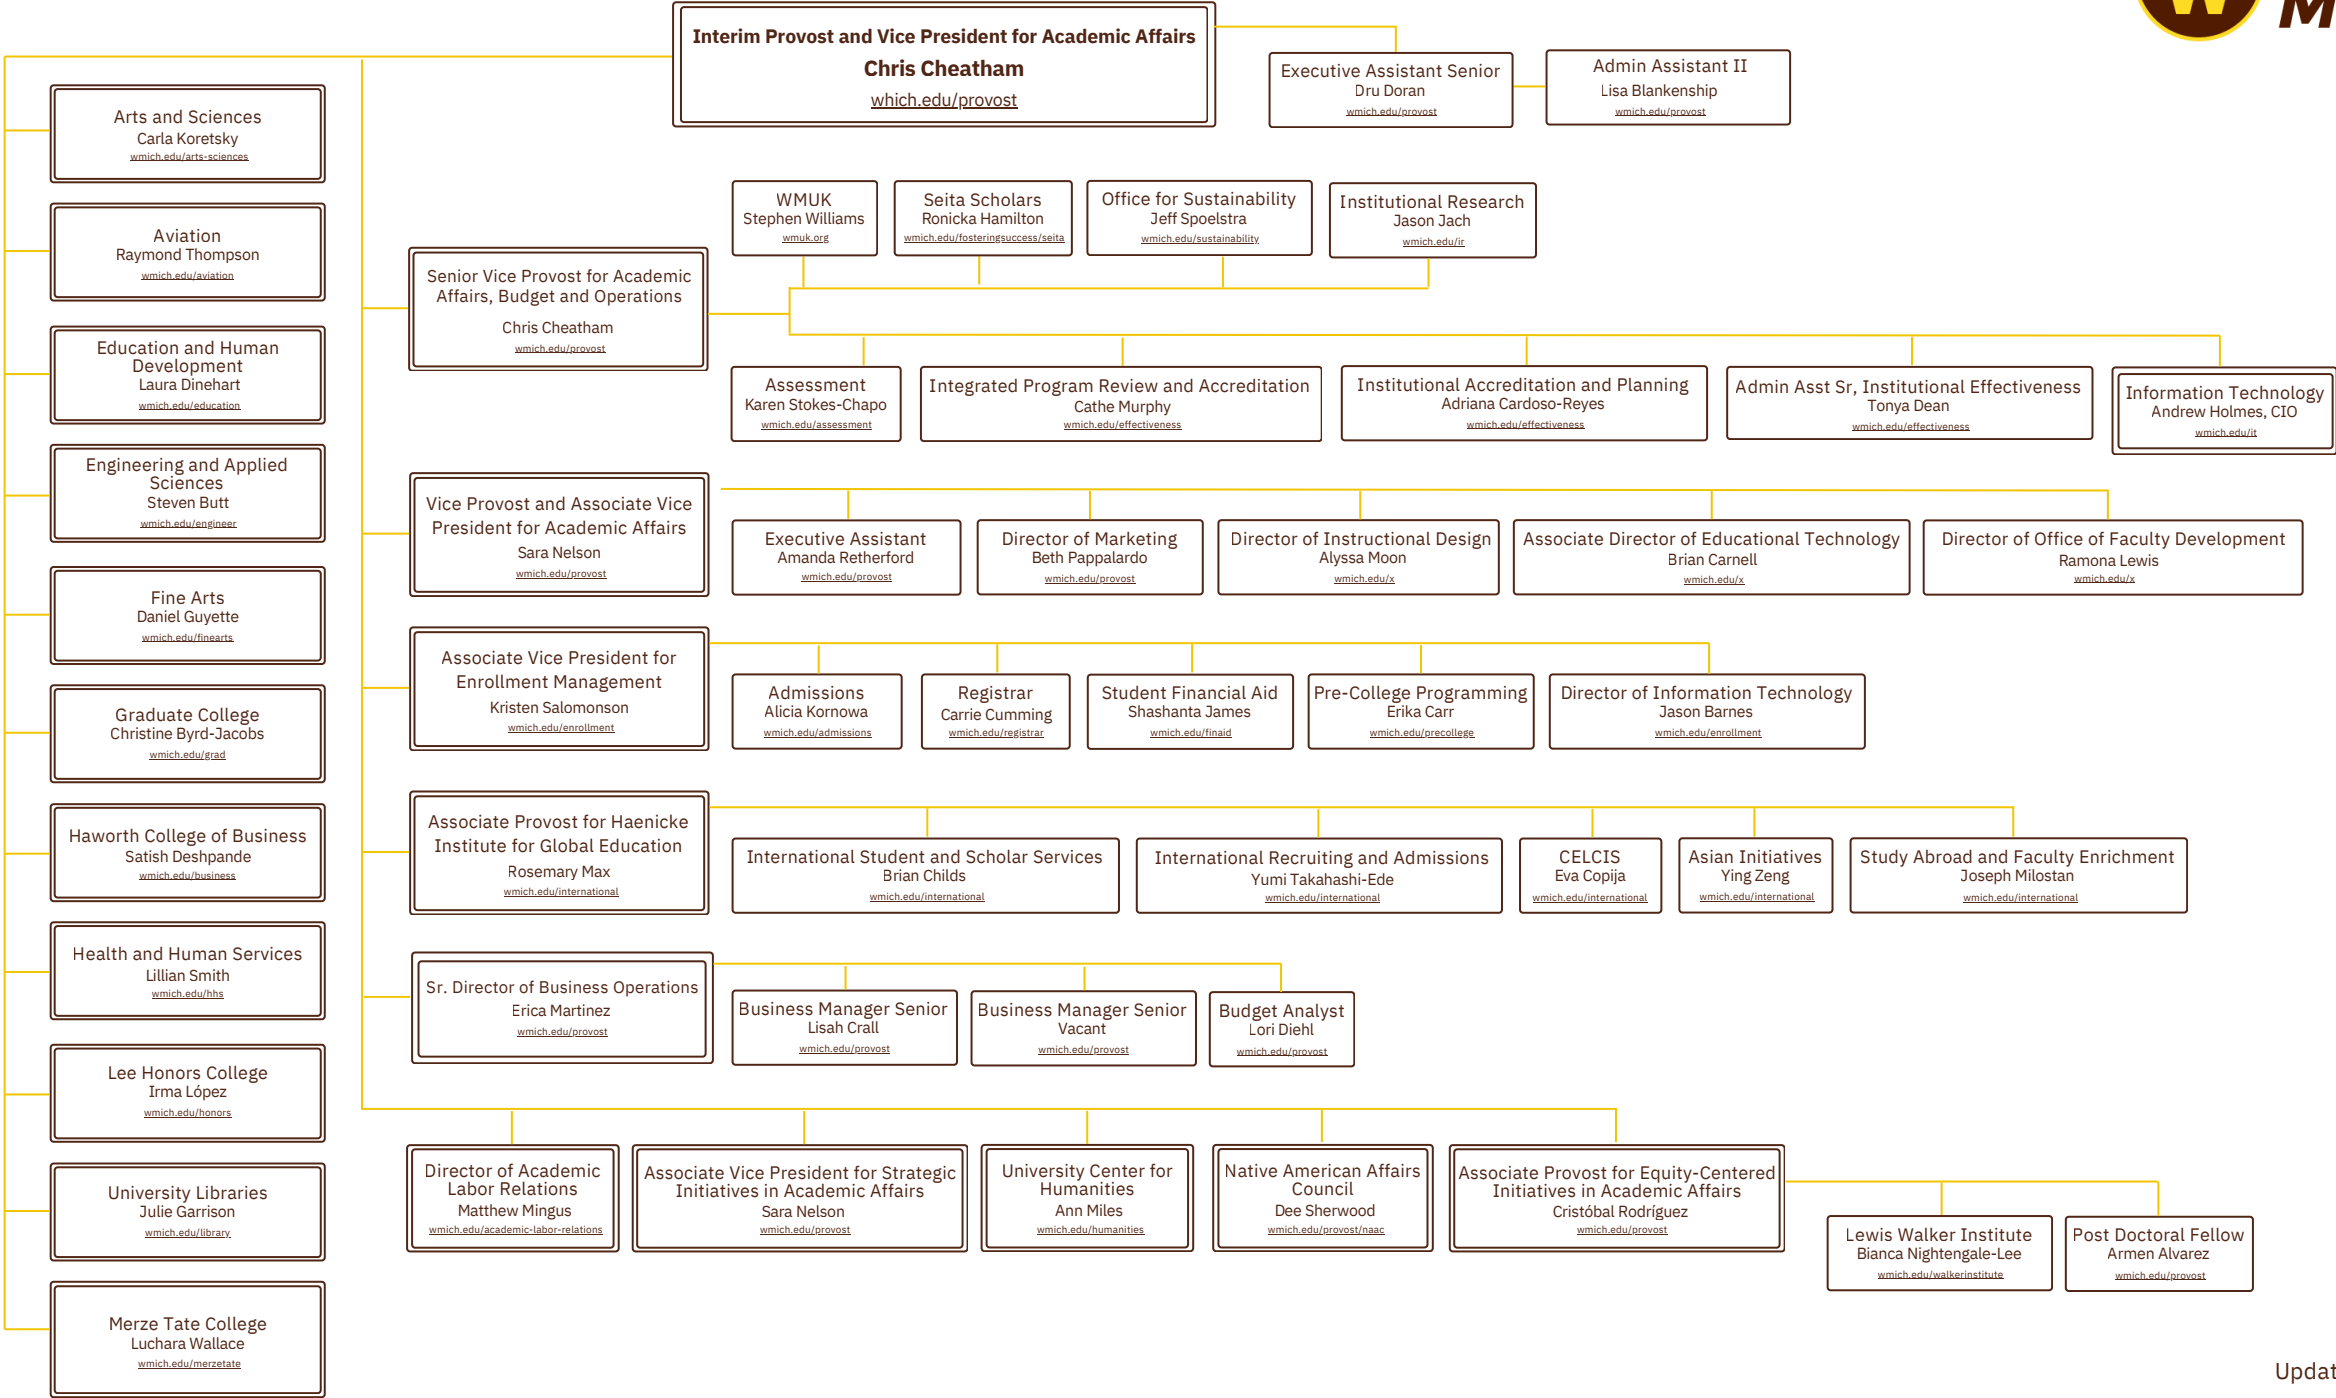 Interim Provost and Vice President for Academic Affairs
Chris Cheatham
which.edu/provost
Executive Assistant Senior
Dru Doran
wmich.edu/provost
Admin Assistant II
Lisa Blankenship
wmich.edu/provost
Arts and Sciences
Carla Koretsky
wmich.edu/arts-sciences
Aviation
Raymond Thompson
wmich.edu/aviation
Education and Human
Development
Laura Dinehart
wmich.edu/education
Engineering and Applied
Sciences
Steven Butt
wmich.edu/engineer
Fine Arts
Daniel Guyette
wmich.edu/finearts
Graduate College
Christine Byrd-Jacobs
wmich.edu/grad
Haworth College of Business
Satish Deshpande
wmich.edu/business
Health and Human Services
Lillian Smith
wmich.edu/hhs
Lee Honors College
Irma López
wmich.edu/honors
University Libraries
Julie Garrison
wmich.edu/library
Merze Tate College
Luchara Wallace
wmich.edu/merzetate
Senior Vice Provost for Academic
Affairs, Budget and Operations
Chris Cheatham
wmich.edu/provost
WMUK
Stephen Williams
wmuk.org
Seita Scholars
Ronicka Hamilton
wmich.edu/fosteringsuccess/seita
Office for Sustainability
Jeff Spoelstra
wmich.edu/sustainability
Institutional Research
Jason Jach
wmich.edu/ir
Assessment
Karen Stokes-Chapo
wmich.edu/assessment
Integrated Program Review and Accreditation
Cathe Murphy
wmich.edu/effectiveness
Institutional Accreditation and Planning
Adriana Cardoso-Reyes
wmich.edu/effectiveness
Admin Asst Sr, Institutional Effectiveness
Tonya Dean
wmich.edu/effectiveness
Information Technology
Andrew Holmes, CIO
wmich.edu/it
Vice Provost and Associate Vice
President for Academic Affairs
Sara Nelson
wmich.edu/provost
Executive Assistant
Amanda Retherford
wmich.edu/provost
Director of Marketing
Beth Pappalardo
wmich.edu/provost
Director of Instructional Design
Alyssa Moon
wmich.edu/x
Associate Director of Educational Technology
Brian Carnell
wmich.edu/x
Director of Office of Faculty Development
Ramona Lewis
wmich.edu/x
Associate Vice President for
Enrollment Management
Kristen Salomonson
wmich.edu/enrollment
Admissions
Alicia Kornowa
wmich.edu/admissions
Registrar
Carrie Cumming
wmich.edu/registrar
Student Financial Aid
Shashanta James
wmich.edu/finaid
Pre-College Programming
Erika Carr
wmich.edu/precollege
Director of Information Technology
Jason Barnes
wmich.edu/enrollment
Associate Provost for Haenicke
Institute for Global Education
Rosemary Max
wmich.edu/international
International Student and Scholar Services
Brian Childs
wmich.edu/international
International Recruiting and Admissions
Yumi Takahashi-Ede
wmich.edu/international
CELCIS
Eva Copija
wmich.edu/international
Asian Initiatives
Ying Zeng
wmich.edu/international
Study Abroad and Faculty Enrichment
Joseph Milostan
wmich.edu/international
Sr. Director of Business Operations
Erica Martinez
wmich.edu/provost
Business Manager Senior
Lisah Crall
wmich.edu/provost
Business Manager Senior
Vacant
wmich.edu/provost
Budget Analyst
Lori Diehl
wmich.edu/provost
Director of Academic
Labor Relations
Matthew Mingus
wmich.edu/academic-labor-relations
Associate Vice President for Strategic
Initiatives in Academic Affairs
Sara Nelson
wmich.edu/provost
University Center for
Humanities
Ann Miles
wmich.edu/humanities
Native American Affairs
Council
Dee Sherwood
wmich.edu/provost/naac
Associate Provost for Equity-Centered
Initiatives in Academic Affairs
Cristóbal Rodríguez
wmich.edu/provost
Lewis Walker Institute
Bianca Nightengale-Lee
wmich.edu/walkerinstitute
Post Doctoral Fellow
Armen Alvarez
wmich.edu/provost